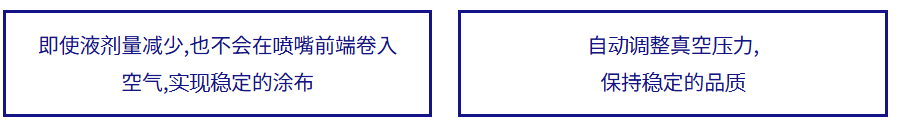 即使液剂量减少,也不会在喷嘴前端卷入
空气,实现稳定的涂布
自动调整真空压力,
保持稳定的品质